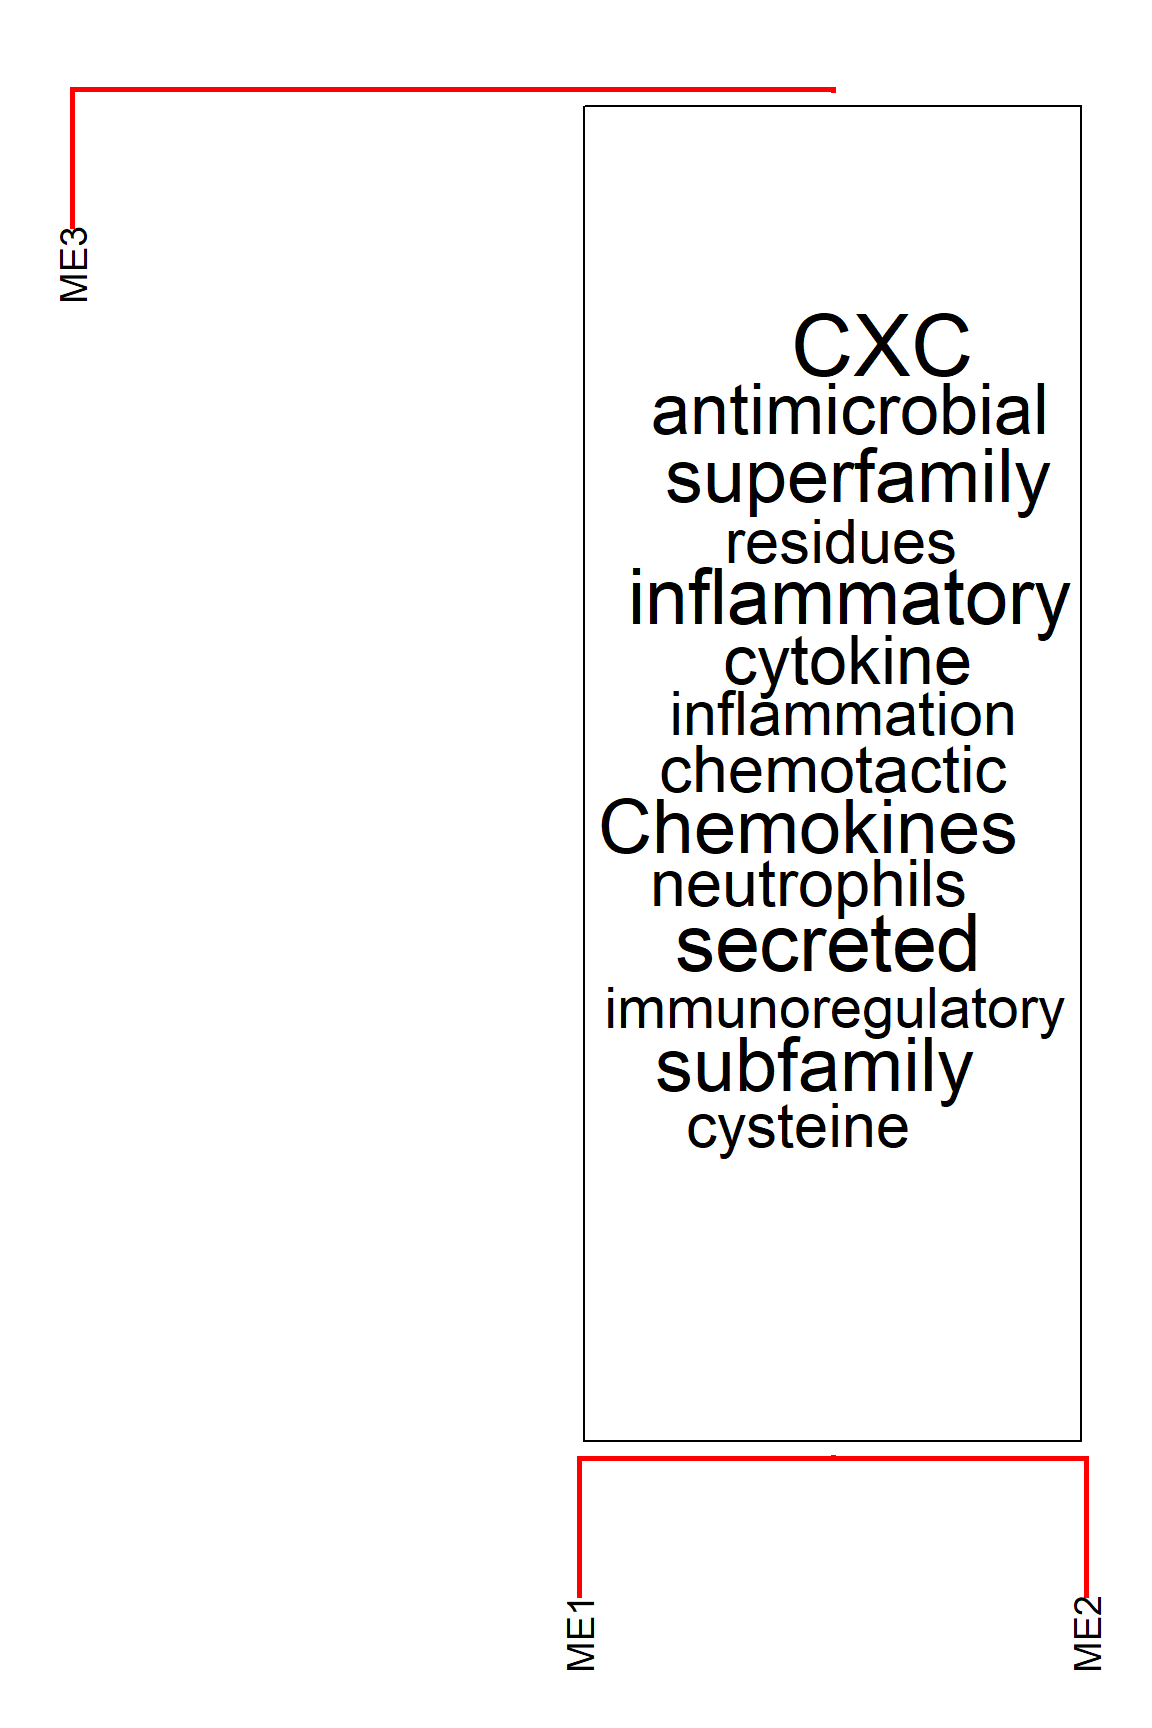 ME3
CXC
antimicrobial
superfamily
residues
inflammatory
cytokine
inflammation
chemotactic
Chemokines
neutrophils
secreted
immunoregulatory
subfamily
cysteine
ME1
ME2